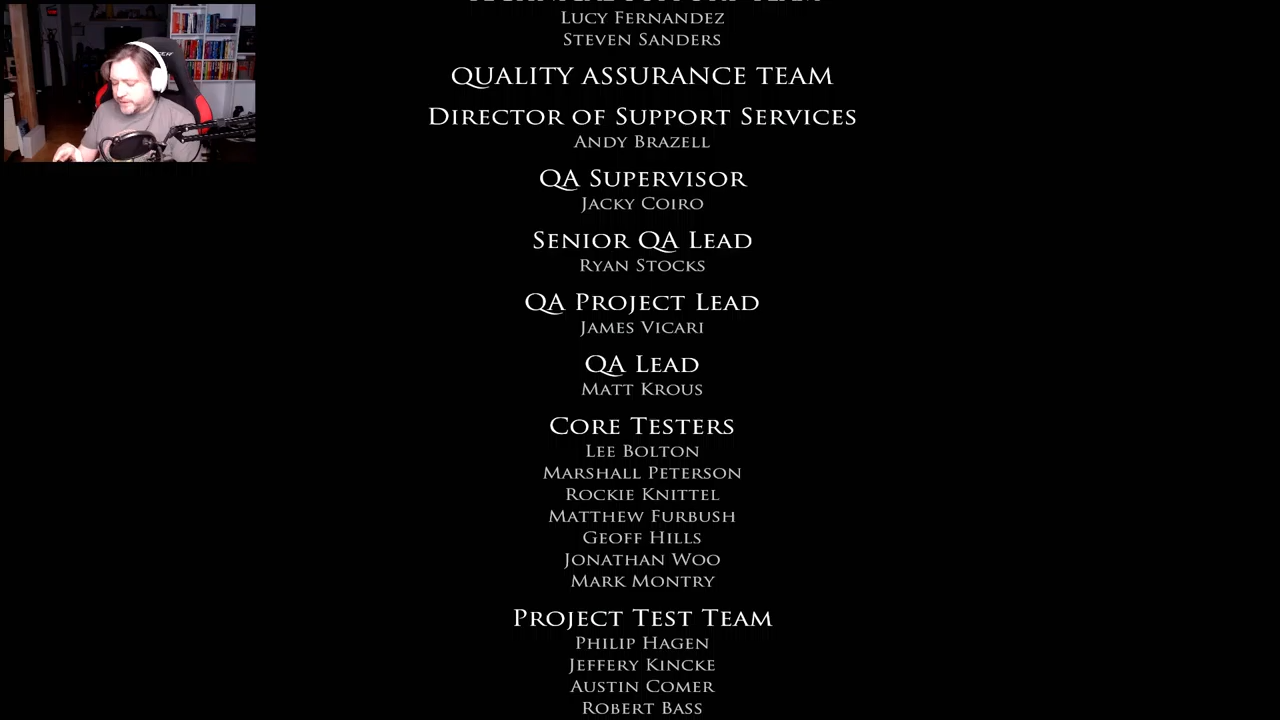 TECHNICAL SUPPORT TEAM
LUCY FERNANDEZ
STEVEN SANDERS
QUALITY ASSURANCE TEAM
DIRECTOR OF SUPPORT SERVICES
ANDY BRAZELL
QA SUPERVISOR
JACKY COIRO
SENIOR QA LEAD
RYAN STOCKS
QA PROJECT LEAD
JAMES VICARI
QA LEAD
MATT KROUS
CORE TESTERS
LEE BOLTON
MARSHALL PETERSON
ROCKIE KNITTEL
MATTHEW FURBUSH
GEOFF HILLS
JONATHAN WOO
MARK MONTRY
PROJECT TEST TEAM
PHILIP HAGEN
JEFFERY KINCKE
AUSTIN COMER
ROBERT BASS